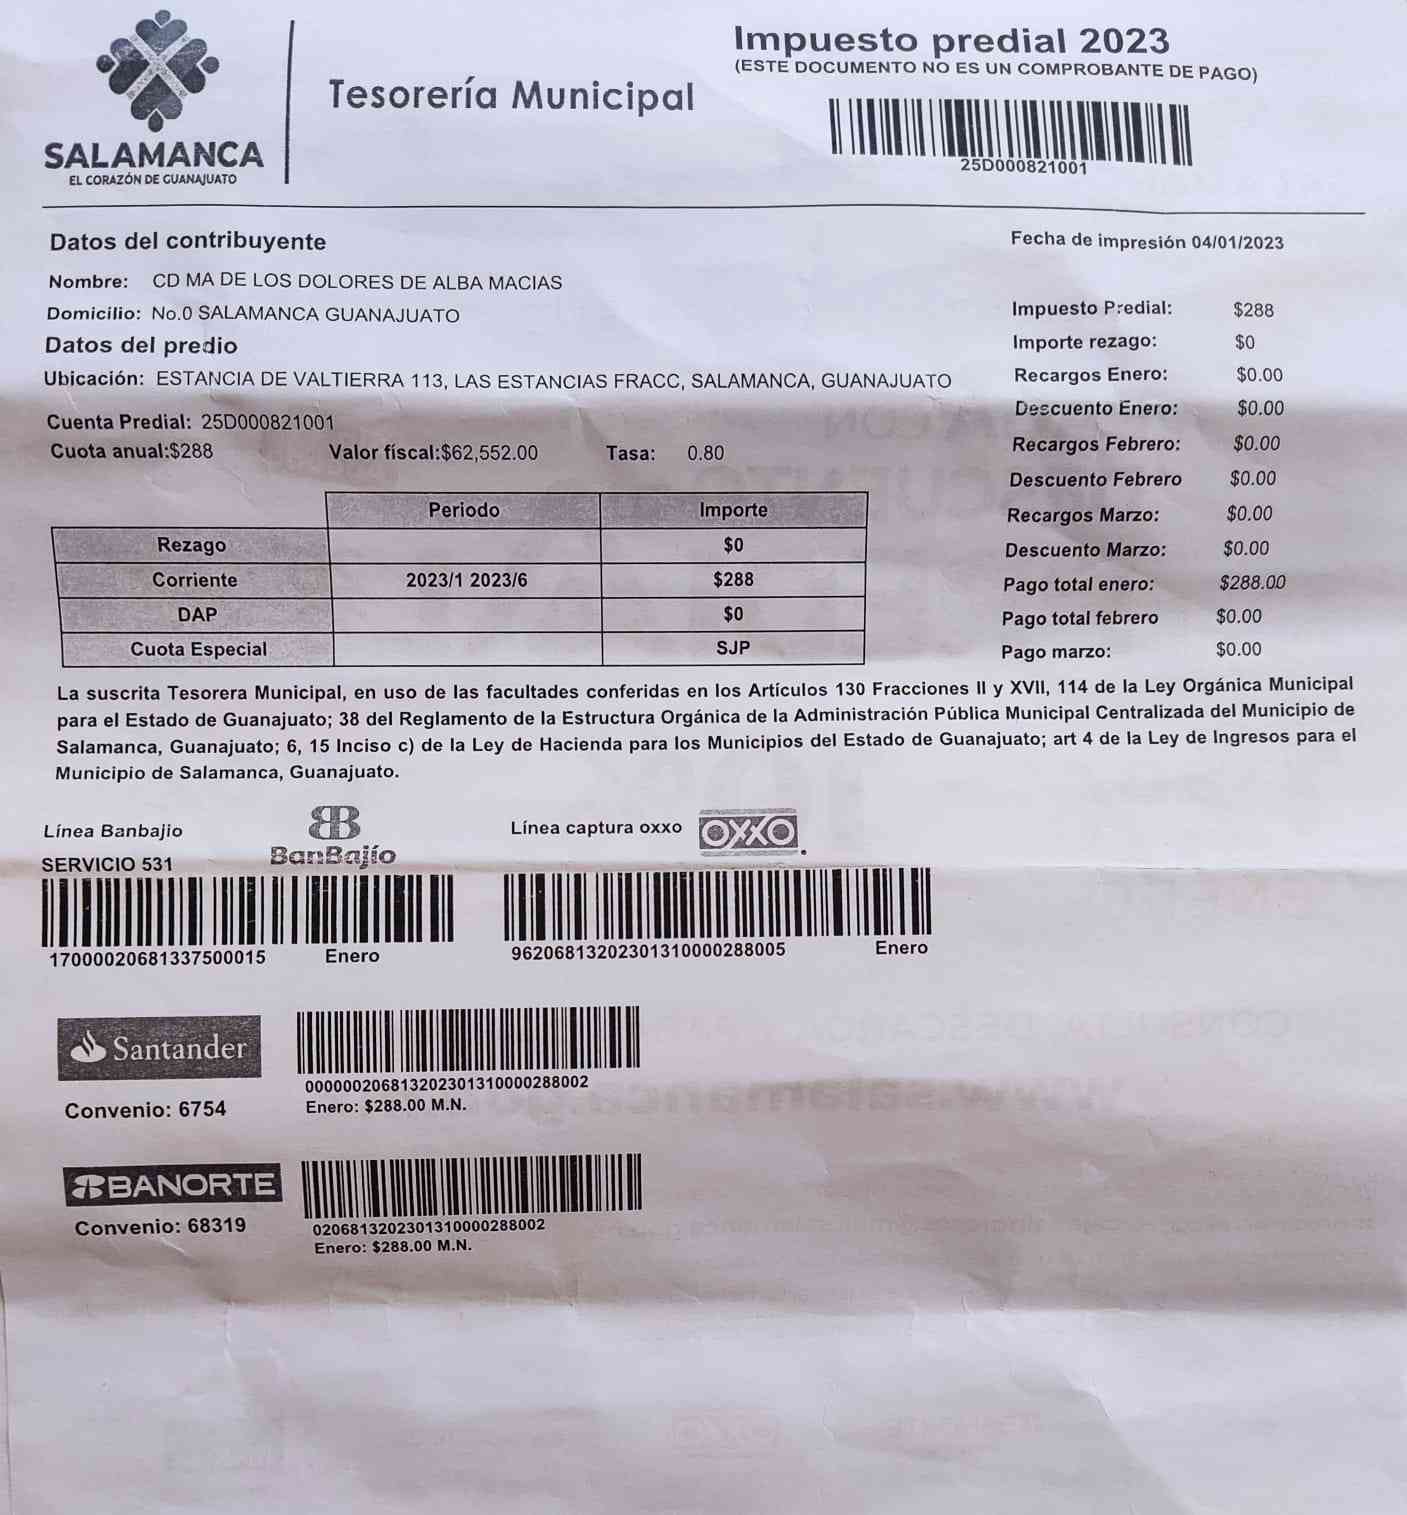 SALAMANCA
EL CORAZÓN DE GUANAJUATO
Tesorería Municipal
Impuesto predial 2023
(ESTE DOCUMENTO NO ES UN COMPROBANTE DE PAGO)
25D000821001
Datos del contribuyente
Fecha de impresión 04/01/2023
Nombre: CD MA DE LOS DOLORES DE ALBA MACIAS
Domicilio: No.0 SALAMANCA GUANAJUATO
Datos del predio
Ubicación: ESTANCIA DE VALTIERRA 113, LAS ESTANCIAS FRACC, SALAMANCA, GUANAJUATO
Cuenta Predial: 25D000821001
Cuota anual:$288 Valor físcal:$62,552.00 Tasa: 0.80
Impuesto Predial: $288
Importe rezago: $0
Recargos Enero: $0.00
Descuento Enero: $0.00
Recargos Febrero: $0.00
Descuento Febrero $0.00
Recargos Marzo: $0.00
Descuento Marzo: $0.00
Pago total enero: $288.00
Pago total febrero $0.00
Pago marzo: $0.00
Periodo Importe
Rezago $0
Corriente 2023/1 2023/6 $288
DAP $0
Cuota Especial SJP
La suscrita Tesorera Municipal, en uso de las facultades conferidas en los Artículos 130 Fracciones II y XVII, 114 de la Ley Orgánica Municipal
para el Estado de Guanajuato; 38 del Reglamento de la Estructura Orgánica de la Administración Pública Municipal Centralizada del Municipio de
Salamanca, Guanajuato; 6, 15 Inciso c) de la Ley de Hacienda para los Municipios del Estado de Guanajuato; art 4 de la Ley de Ingresos para el
Municipio de Salamanca, Guanajuato.
Línea Banbajio
SERVICIO 531
BanBajío
17000020681337500015 Enero
Línea captura oxxo OXXO
962068132023013100002880​05 Enero
Santander
Convenio: 6754
000000206813202301310000288002
Enero: $288.00 M.N.
BANORTE
Convenio: 68319
0206813202301310000288002
Enero: $288.00 M.N.